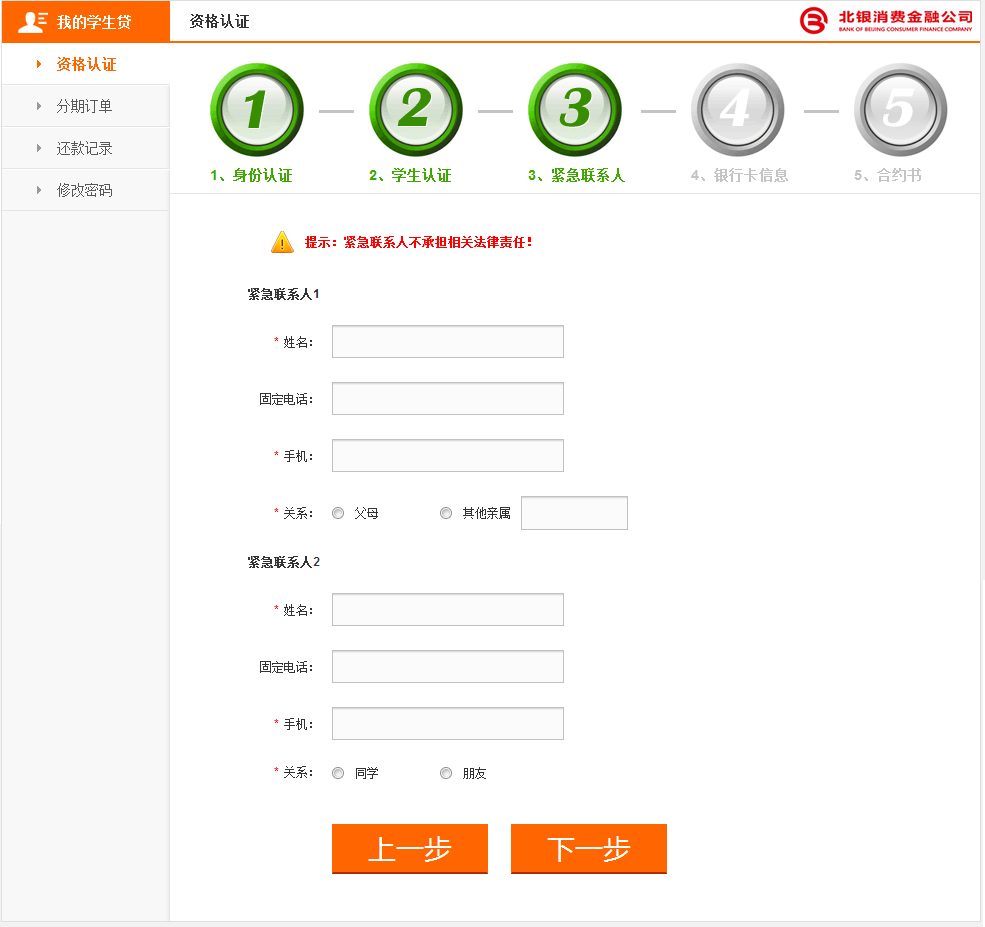 我的学生贷
资格认证
北银消费金融公司
BANK OF BEIJING CONSUMER FINANCE COMPANY
资格认证
分期订单
还款记录
修改密码
1
2
3
4
5
1、身份认证
2、学生认证
3、紧急联系人
4、银行卡信息
5、合约书
提示：紧急联系人不承担相关法律责任！
紧急联系人1
* 姓名：
固定电话：
* 手机：
* 关系： 父母 其他亲属
紧急联系人2
* 姓名：
固定电话：
* 手机：
* 关系： 同学 朋友
上一步 下一步